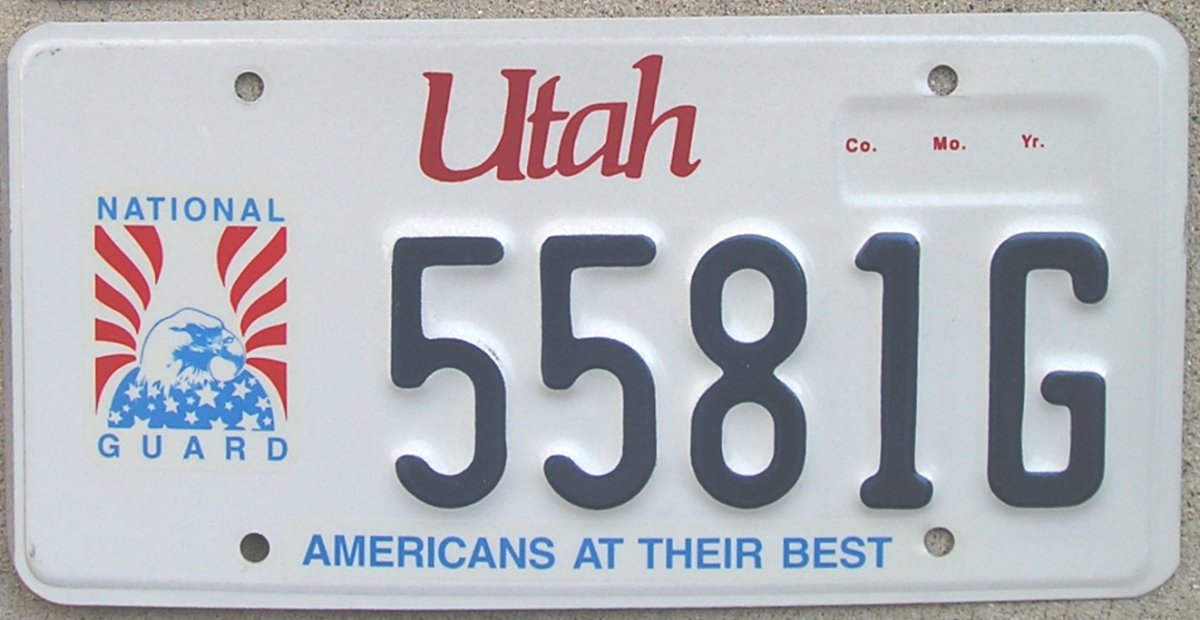 Utah
Co. Mo. Yr.
NATIONAL
GUARD
5581G
AMERICANS AT THEIR BEST